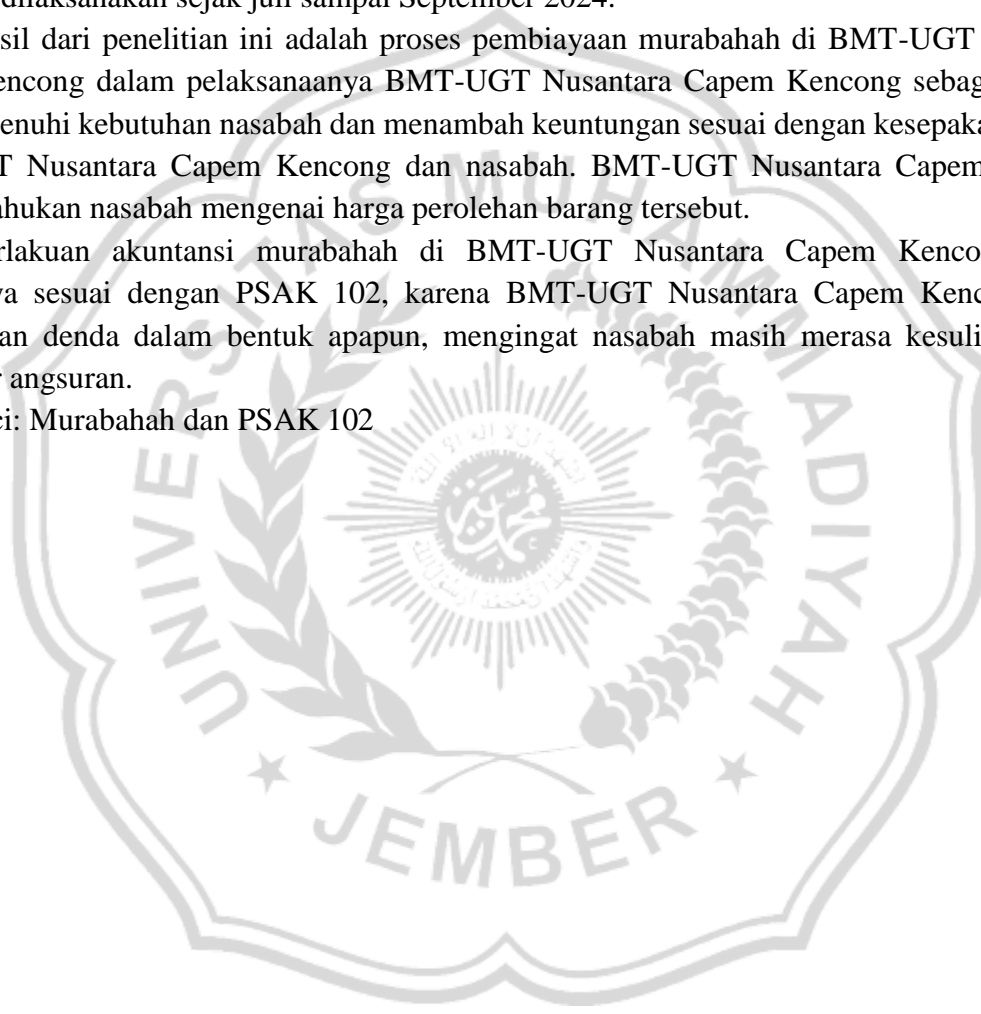 dilaksanakan sejak juli sampai September 2024.
sil dari penelitian ini adalah proses pembiayaan murabahah di BMT-UGT
encong dalam pelaksanaanya BMT-UGT Nusantara Capem Kencong sebag
enuhi kebutuhan nasabah dan menambah keuntungan sesuai dengan kesepaka
T Nusantara Capem Kencong dan nasabah. BMT-UGT Nusantara Capem
ahukan nasabah mengenai harga perolehan barang tersebut.
rlakuan akuntansi murabahah di BMT-UGT Nusantara Capem Kenco
ya sesuai dengan PSAK 102, karena BMT-UGT Nusantara Capem Kenc
an denda dalam bentuk apapun, mengingat nasabah masih merasa kesuli
r angsuran.
ci: Murabahah dan PSAK 102
UNIVERSITAS MUHAMMADIYAH
JEMBER